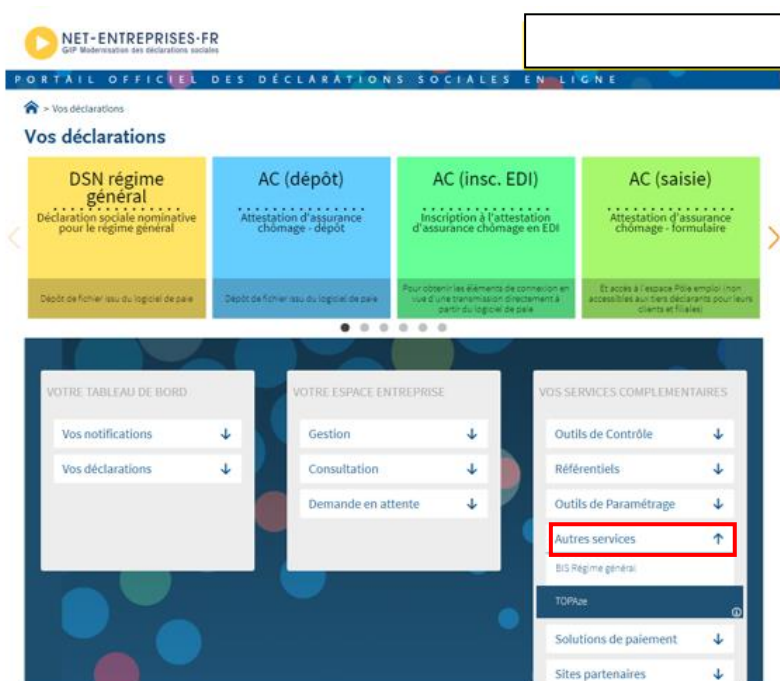 NET-ENTREPRISES·FR
GIP Modernisation des déclarations sociales
PORTAIL OFFICIEL DES DÉCLARATIONS SOCIALES EN LIGNE
> Vos déclarations
Vos déclarations
DSN régime
général
Déclaration sociale nominative
pour le régime général
Dépôt de fichier issu du logiciel de paie
AC (dépôt)
Attestation d'assurance
chômage - dépôt
Dépôt de fichier issu du logiciel de paie
AC (insc. EDI)
Inscription à l'attestation
d'assurance chômage en EDI
Pour obtenir les éléments de connexion en
vue d'une transmission directement à
partir du logiciel de paie
AC (saisie)
Attestation d'assurance
chômage - formulaire
Et accès à l'espace Pôle emploi (non
accessibles aux tiers déclarants pour leurs
clients et filiales)
VOTRE TABLEAU DE BORD
Vos notifications
Vos déclarations
VOTRE ESPACE ENTREPRISE
Gestion
Consultation
Demande en attente
VOS SERVICES COMPLEMENTAIRES
Outils de Contrôle
Référentiels
Outils de Paramétrage
Autres services
BIS Régime général
TOPAze
Solutions de paiement
Sites partenaires